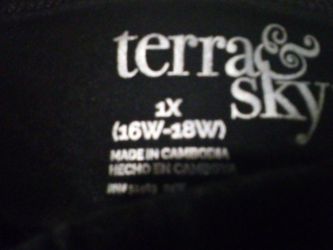 terra&
sky
1X
(16W-18W)
MADE IN CAMBODIA
HECHO EN CAMBOYA